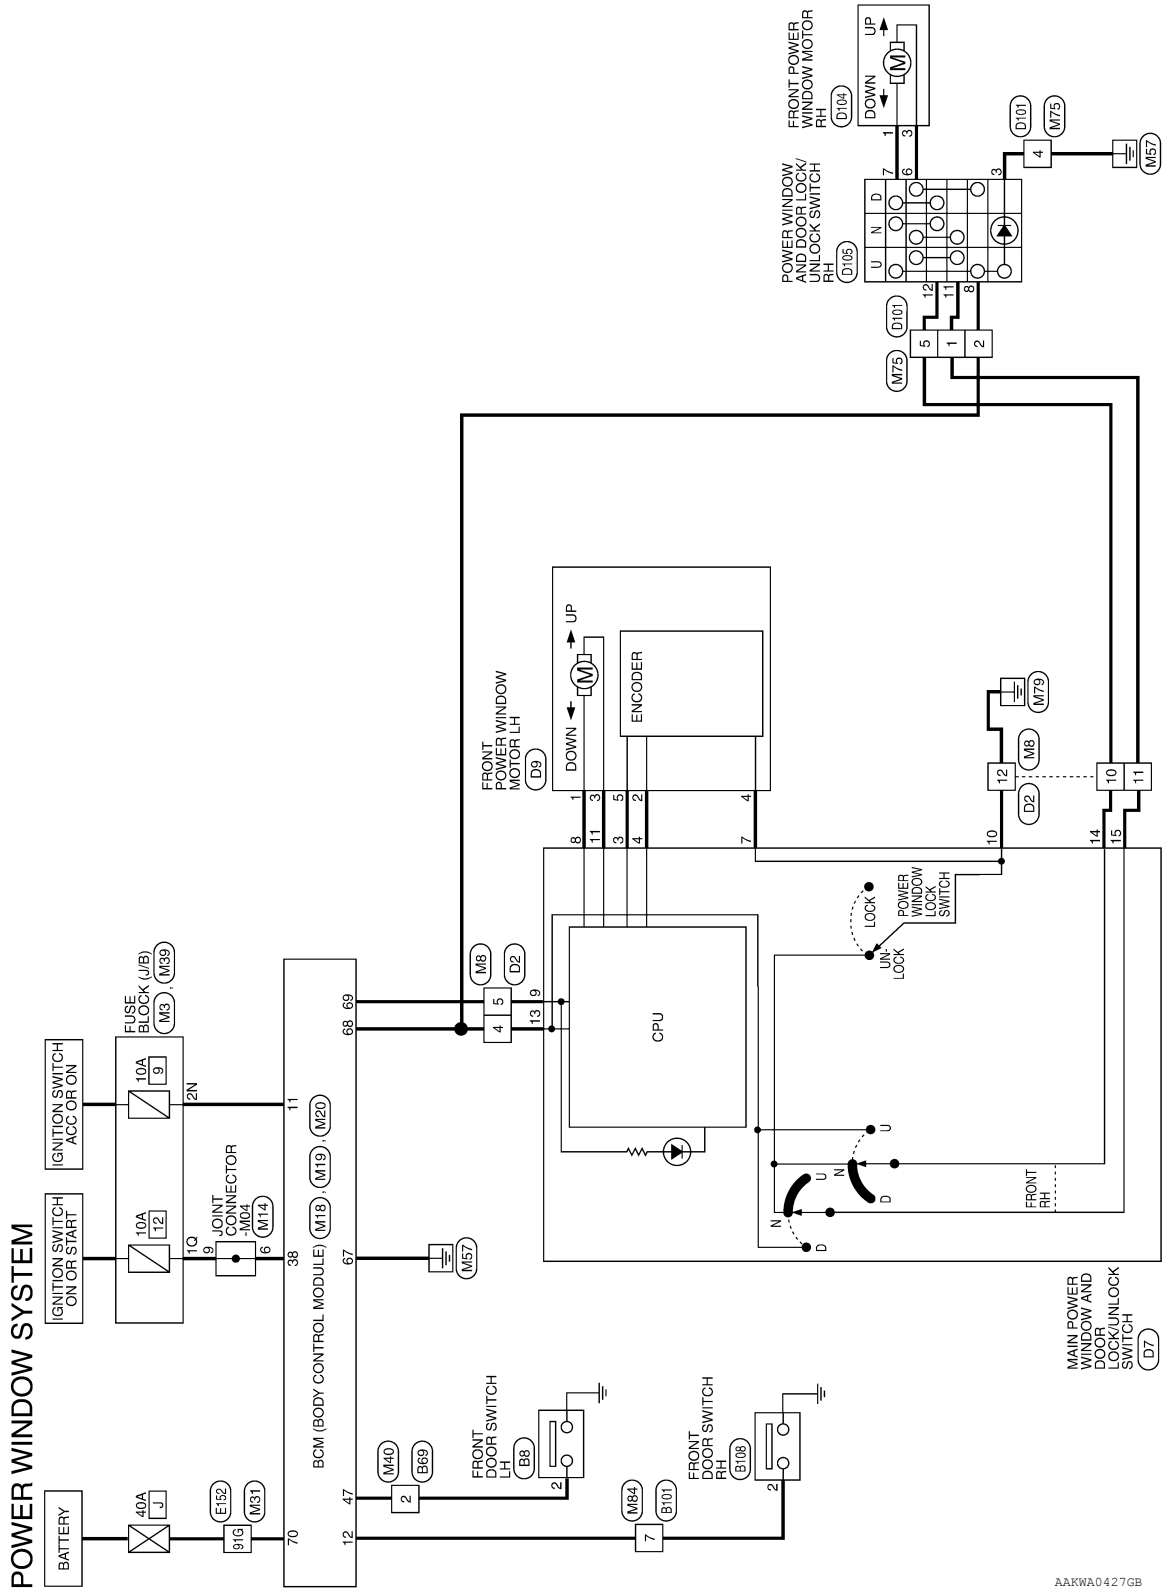 POWER WINDOW SYSTEM
BATTERY
IGNITION SWITCH
ON OR START
IGNITION SWITCH
ACC OR ON
40A
J
10A
12
10A
9
FUSE
BLOCK (J/B)
M3 , M39
E152
M31
91G
1Q
9
JOINT
CONNECTOR
-M04
M14
6
2N
70
38
11
BCM (BODY CONTROL MODULE) M18 , M19 , M20
12
47
67
68
69
M40
B69
2
M57
M8
D2
4
5
FRONT
DOOR SWITCH
LH
B8
2
M84
B101
7
FRONT
DOOR SWITCH
RH
B108
2
13
9
8
11
3
4
7
1
3
5
2
4
FRONT
POWER WINDOW
MOTOR LH
D9
DOWN
M
UP
ENCODER
CPU
N
U
D
N
U
D
FRONT
RH
UN-
LOCK
LOCK
POWER
WINDOW
LOCK
SWITCH
10
14
15
MAIN POWER
WINDOW AND
DOOR
LOCK/UNLOCK
SWITCH
D7
D2
M8
12
10
11
M79
M75
D101
5
1
2
12
11
8
POWER WINDOW
AND DOOR LOCK/
UNLOCK SWITCH
RH
D105
U
N
D
7
6
3
1
3
FRONT POWER
WINDOW MOTOR
RH
D104
DOWN
M
UP
D101
M75
4
M57
AAKWA0427GB